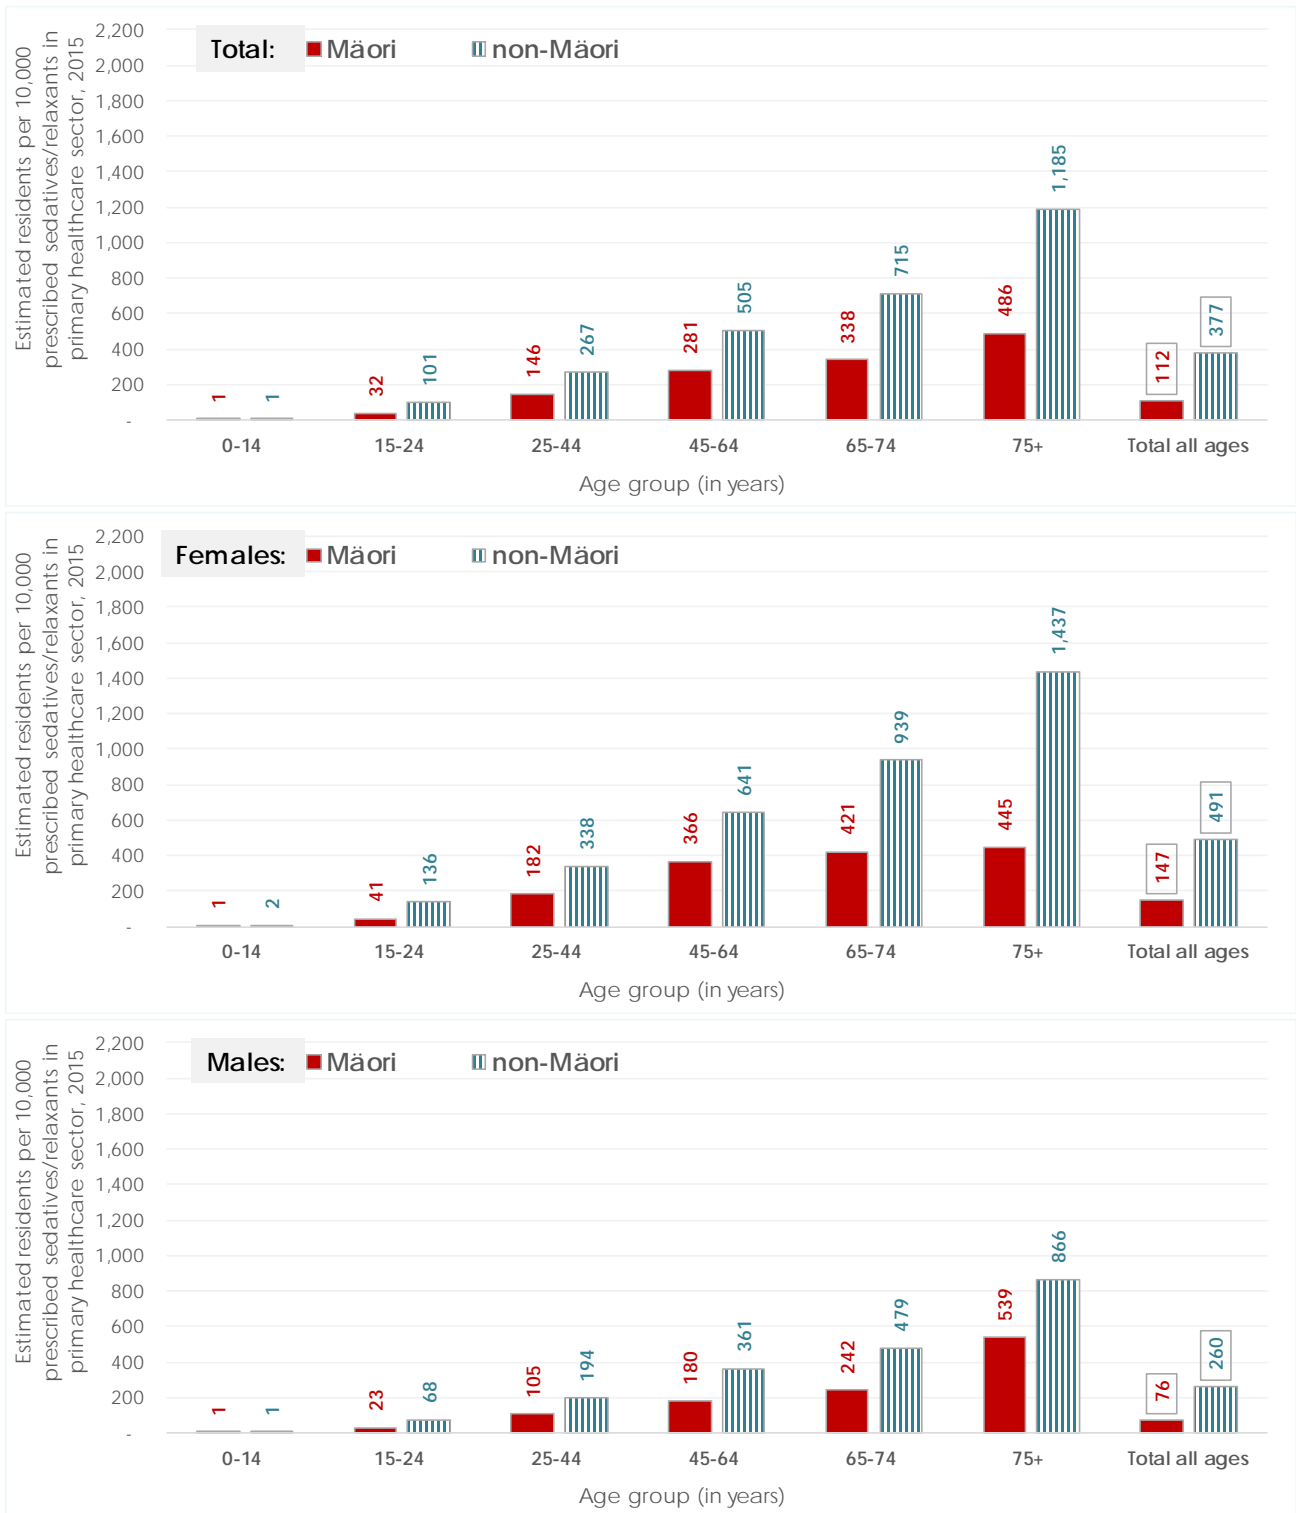 Total: Mäori non-Mäori
Estimated residents per 10,000
prescribed sedatives/relaxants in
primary healthcare sector, 2015
2,200
2,000
1,800
1,600
1,400
1,200
1,000
800
600
400
200
-
1 1 32 101 146 267 281 505 338 715 486 1,185 112 377
0-14 15-24 25-44 45-64 65-74 75+ Total all ages
Age group (in years)
Females: Mäori non-Mäori
Estimated residents per 10,000
prescribed sedatives/relaxants in
primary healthcare sector, 2015
2,200
2,000
1,800
1,600
1,400
1,200
1,000
800
600
400
200
-
1 2 41 136 182 338 366 641 421 939 445 1,437 147 491
0-14 15-24 25-44 45-64 65-74 75+ Total all ages
Age group (in years)
Males: Mäori non-Mäori
Estimated residents per 10,000
prescribed sedatives/relaxants in
primary healthcare sector, 2015
2,200
2,000
1,800
1,600
1,400
1,200
1,000
800
600
400
200
-
1 1 23 68 105 194 180 361 242 479 539 866 76 260
0-14 15-24 25-44 45-64 65-74 75+ Total all ages
Age group (in years)